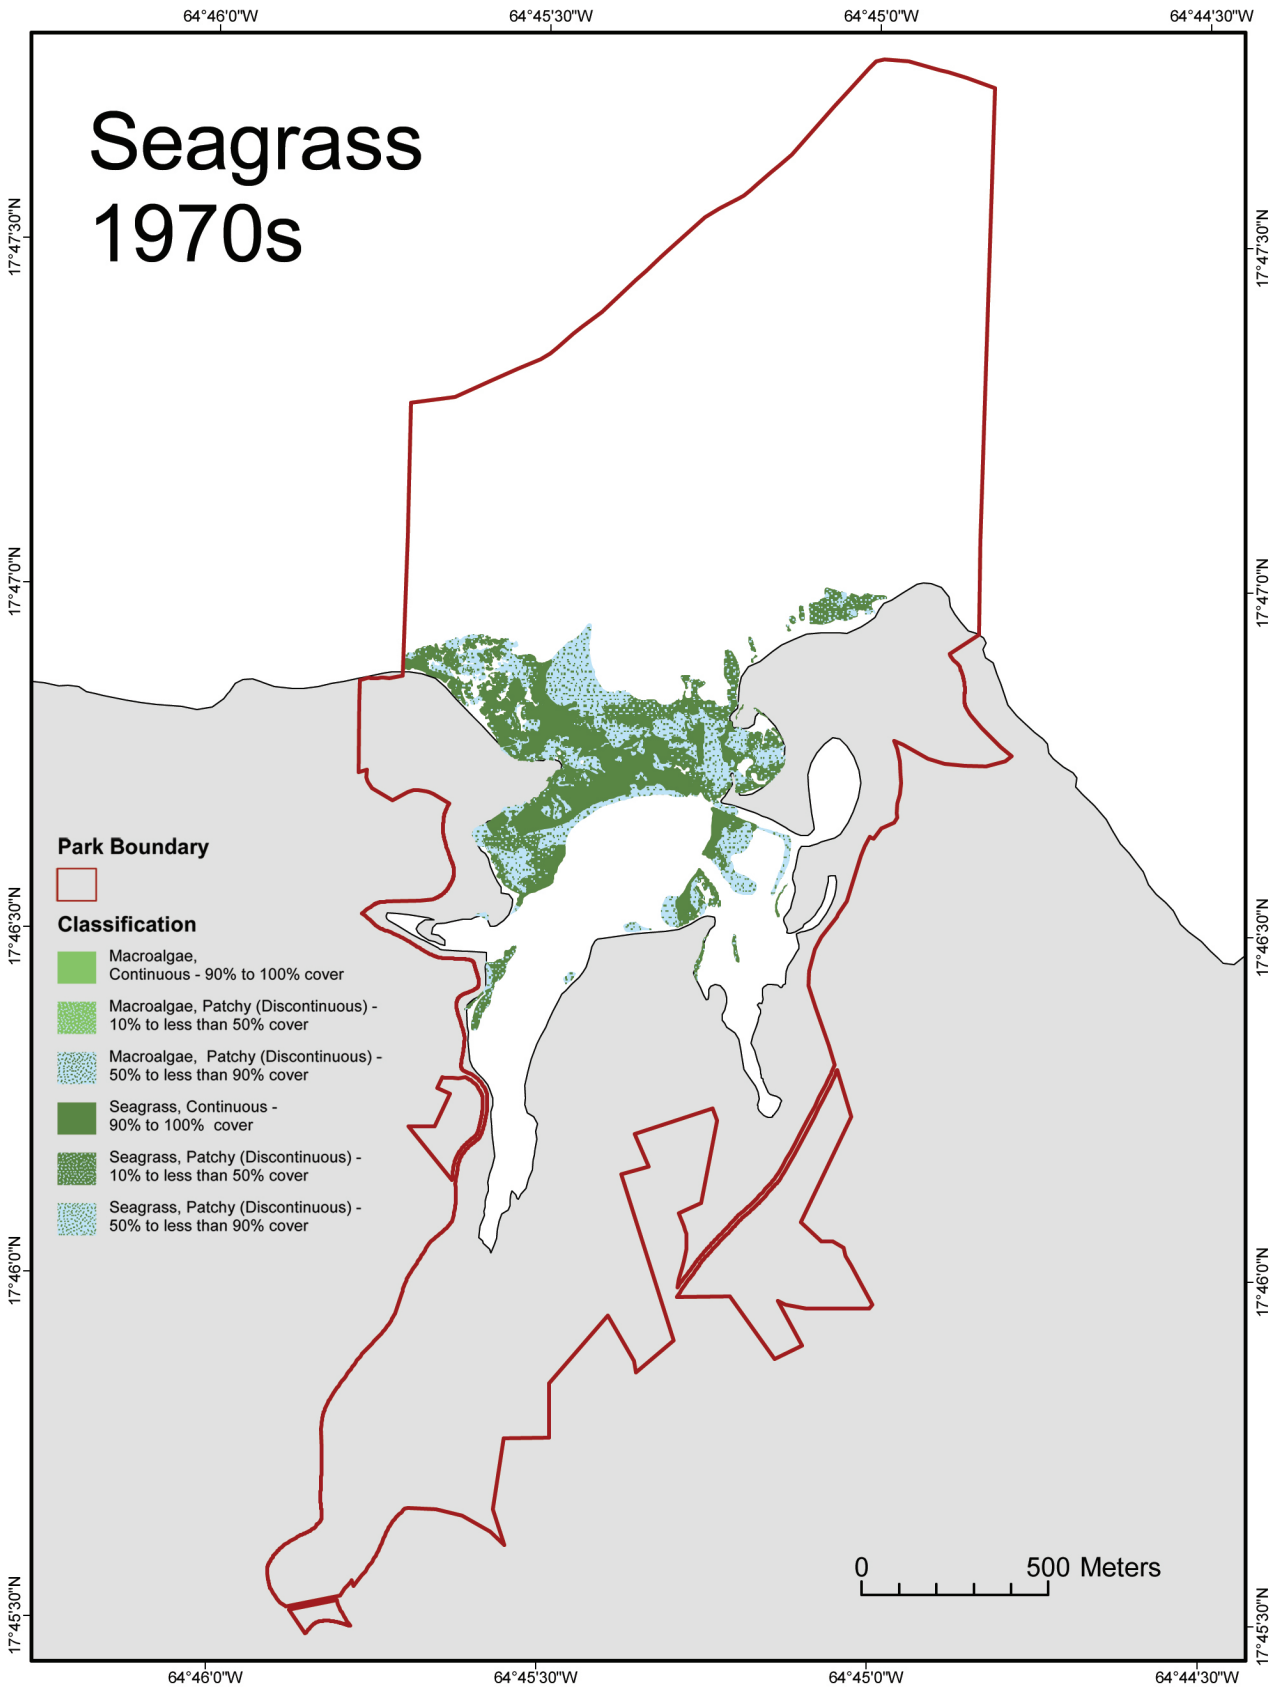 64°46'0"W
64°45'30"W
64°45'0"W
64°44'30"W
Seagrass
1970s
17°47'30"N
17°47'30"N
17°47'0"N
17°47'0"N
Park Boundary
Classification
Macroalgae,
Continuous - 90% to 100% cover
Macroalgae, Patchy (Discontinuous) -
10% to less than 50% cover
Macroalgae, Patchy (Discontinuous) -
50% to less than 90% cover
Seagrass, Continuous -
90% to 100% cover
Seagrass, Patchy (Discontinuous) -
10% to less than 50% cover
Seagrass, Patchy (Discontinuous) -
50% to less than 90% cover
17°46'30"N
17°46'30"N
17°46'0"N
17°46'0"N
0 500 Meters
17°45'30"N
17°45'30"N
64°46'0"W
64°45'30"W
64°45'0"W
64°44'30"W